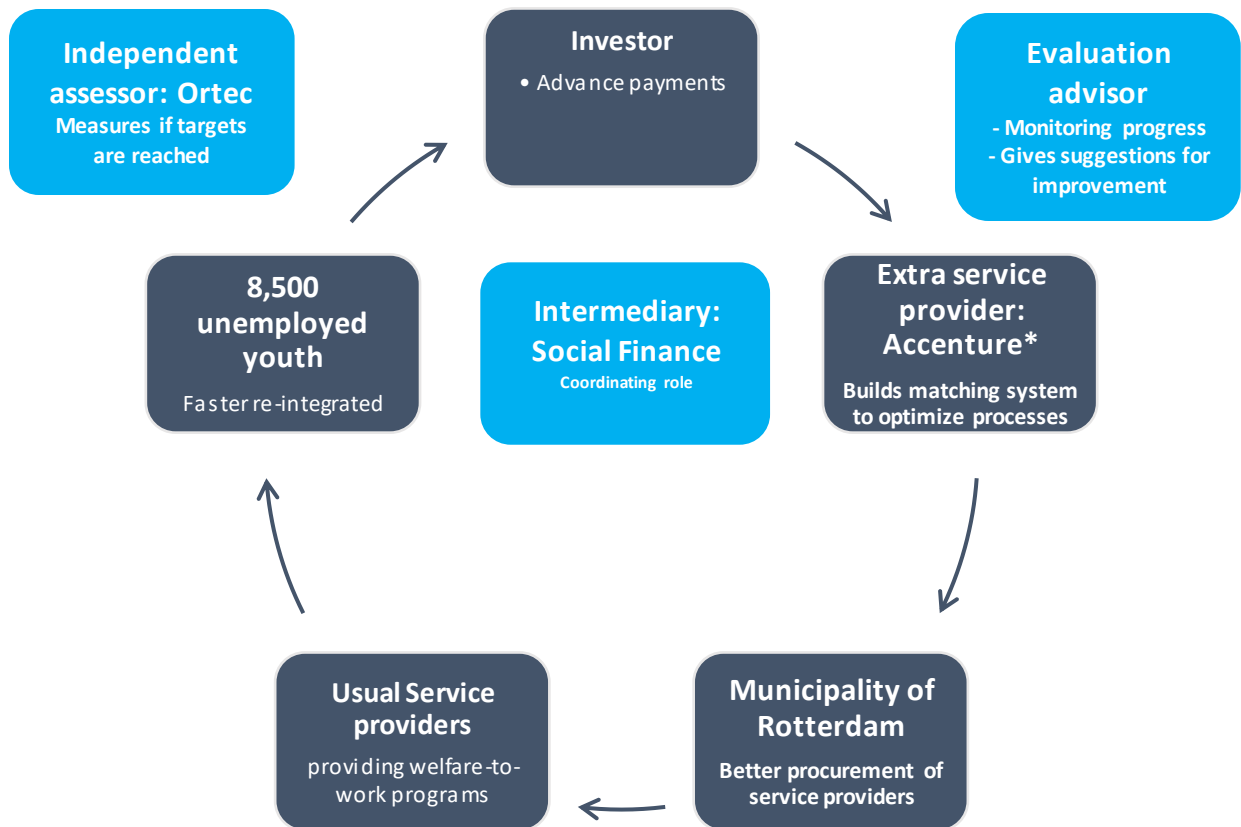 Independent
assessor: Ortec
Measures if targets
are reached
Investor
• Advance payments
Evaluation
advisor
- Monitoring progress
- Gives suggestions for
improvement
8,500
unemployed
youth
Faster re-integrated
Intermediary:
Social Finance
Coordinating role
Extra service
provider:
Accenture*
Builds matching system
to optimize processes
Usual Service
providers
providing welfare-to-
work programs
Municipality of
Rotterdam
Better procurement of
service providers